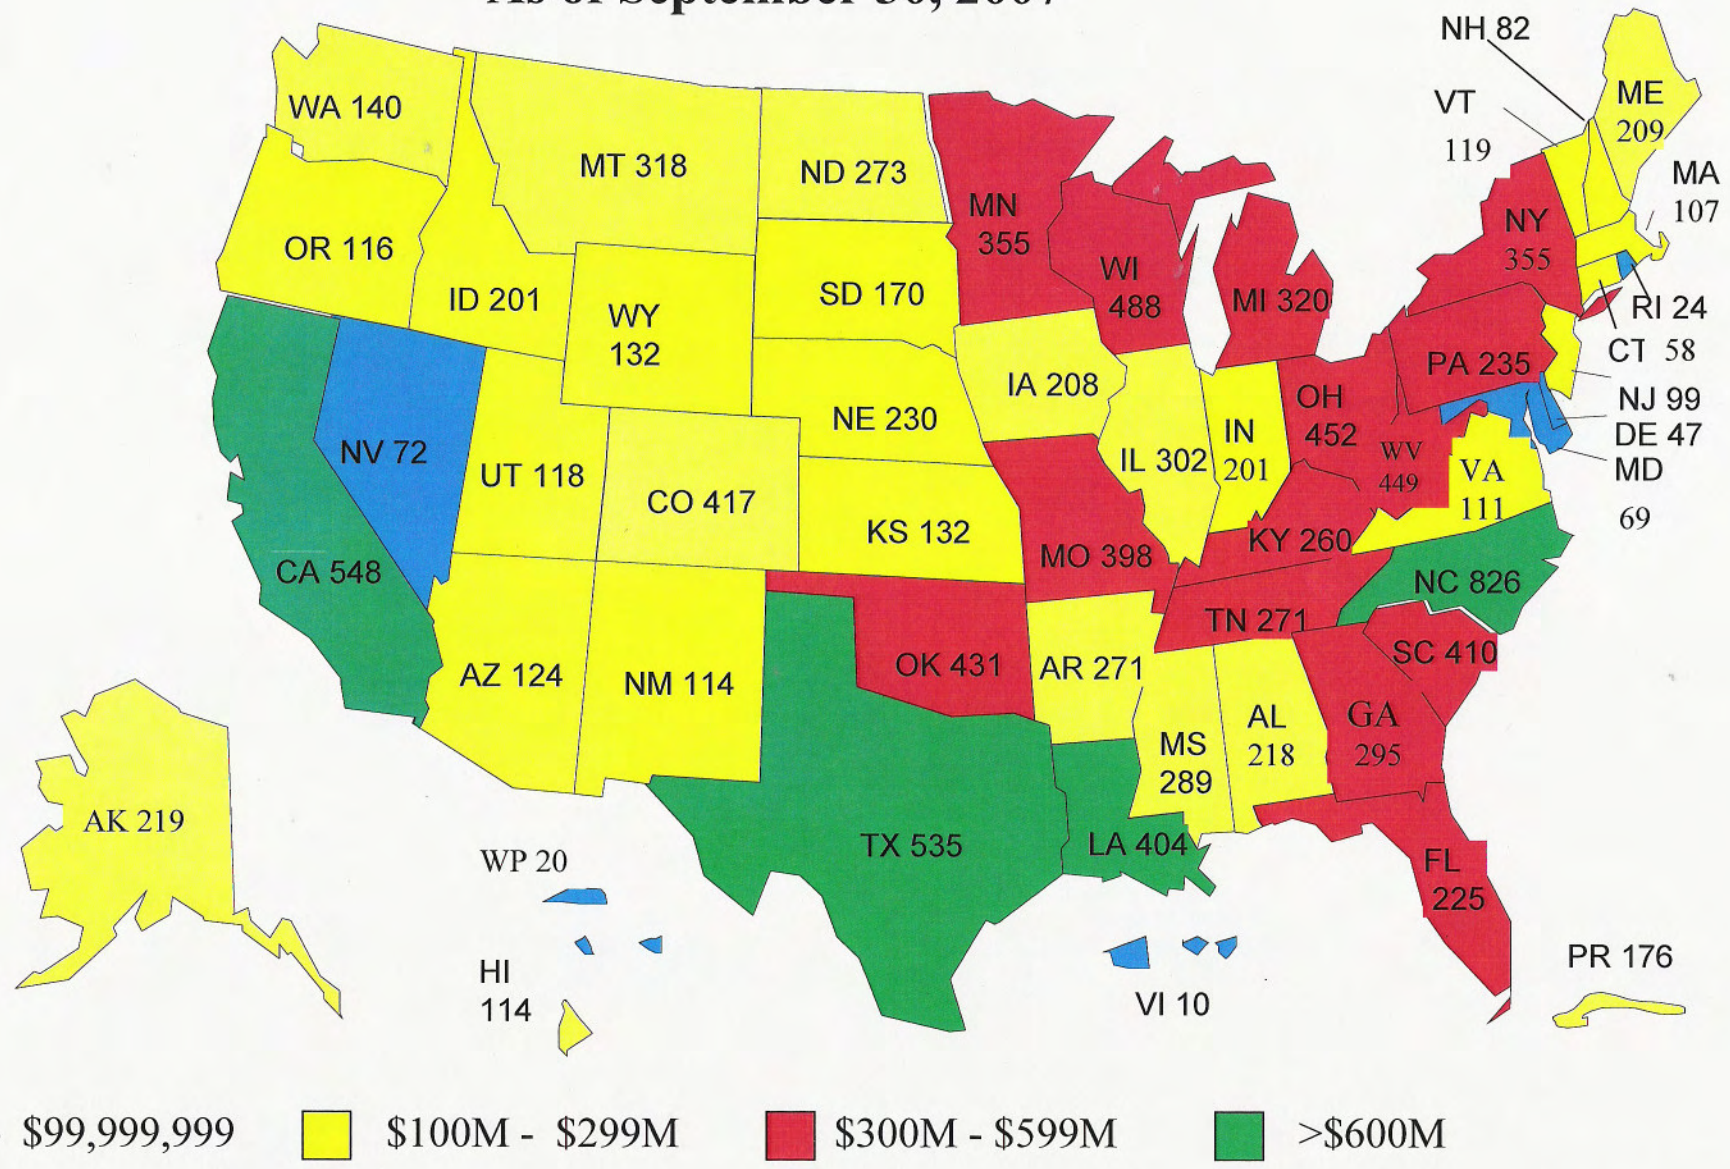 As of September 30, 2007
NH 82
WA 140
VT
119
ME
209
MT 318
ND 273
MN
355
NY
355
MA
107
OR 116
ID 201
WY
132
SD 170
WI
488
MI 320
RI 24
CT 58
PA 235
NJ 99
DE 47
MD
69
NV 72
UT 118
CO 417
NE 230
IA 208
IL 302
IN
201
OH
452
WV
449
VA
111
CA 548
KS 132
MO 398
KY 260
NC 826
TN 271
SC 410
AZ 124
NM 114
OK 431
AR 271
MS
289
AL
218
GA
295
AK 219
WP 20
TX 535
LA 404
FL
225
HI
114
VI 10
PR 176
$99,999,999
$100M - $299M
$300M - $599M
>$600M